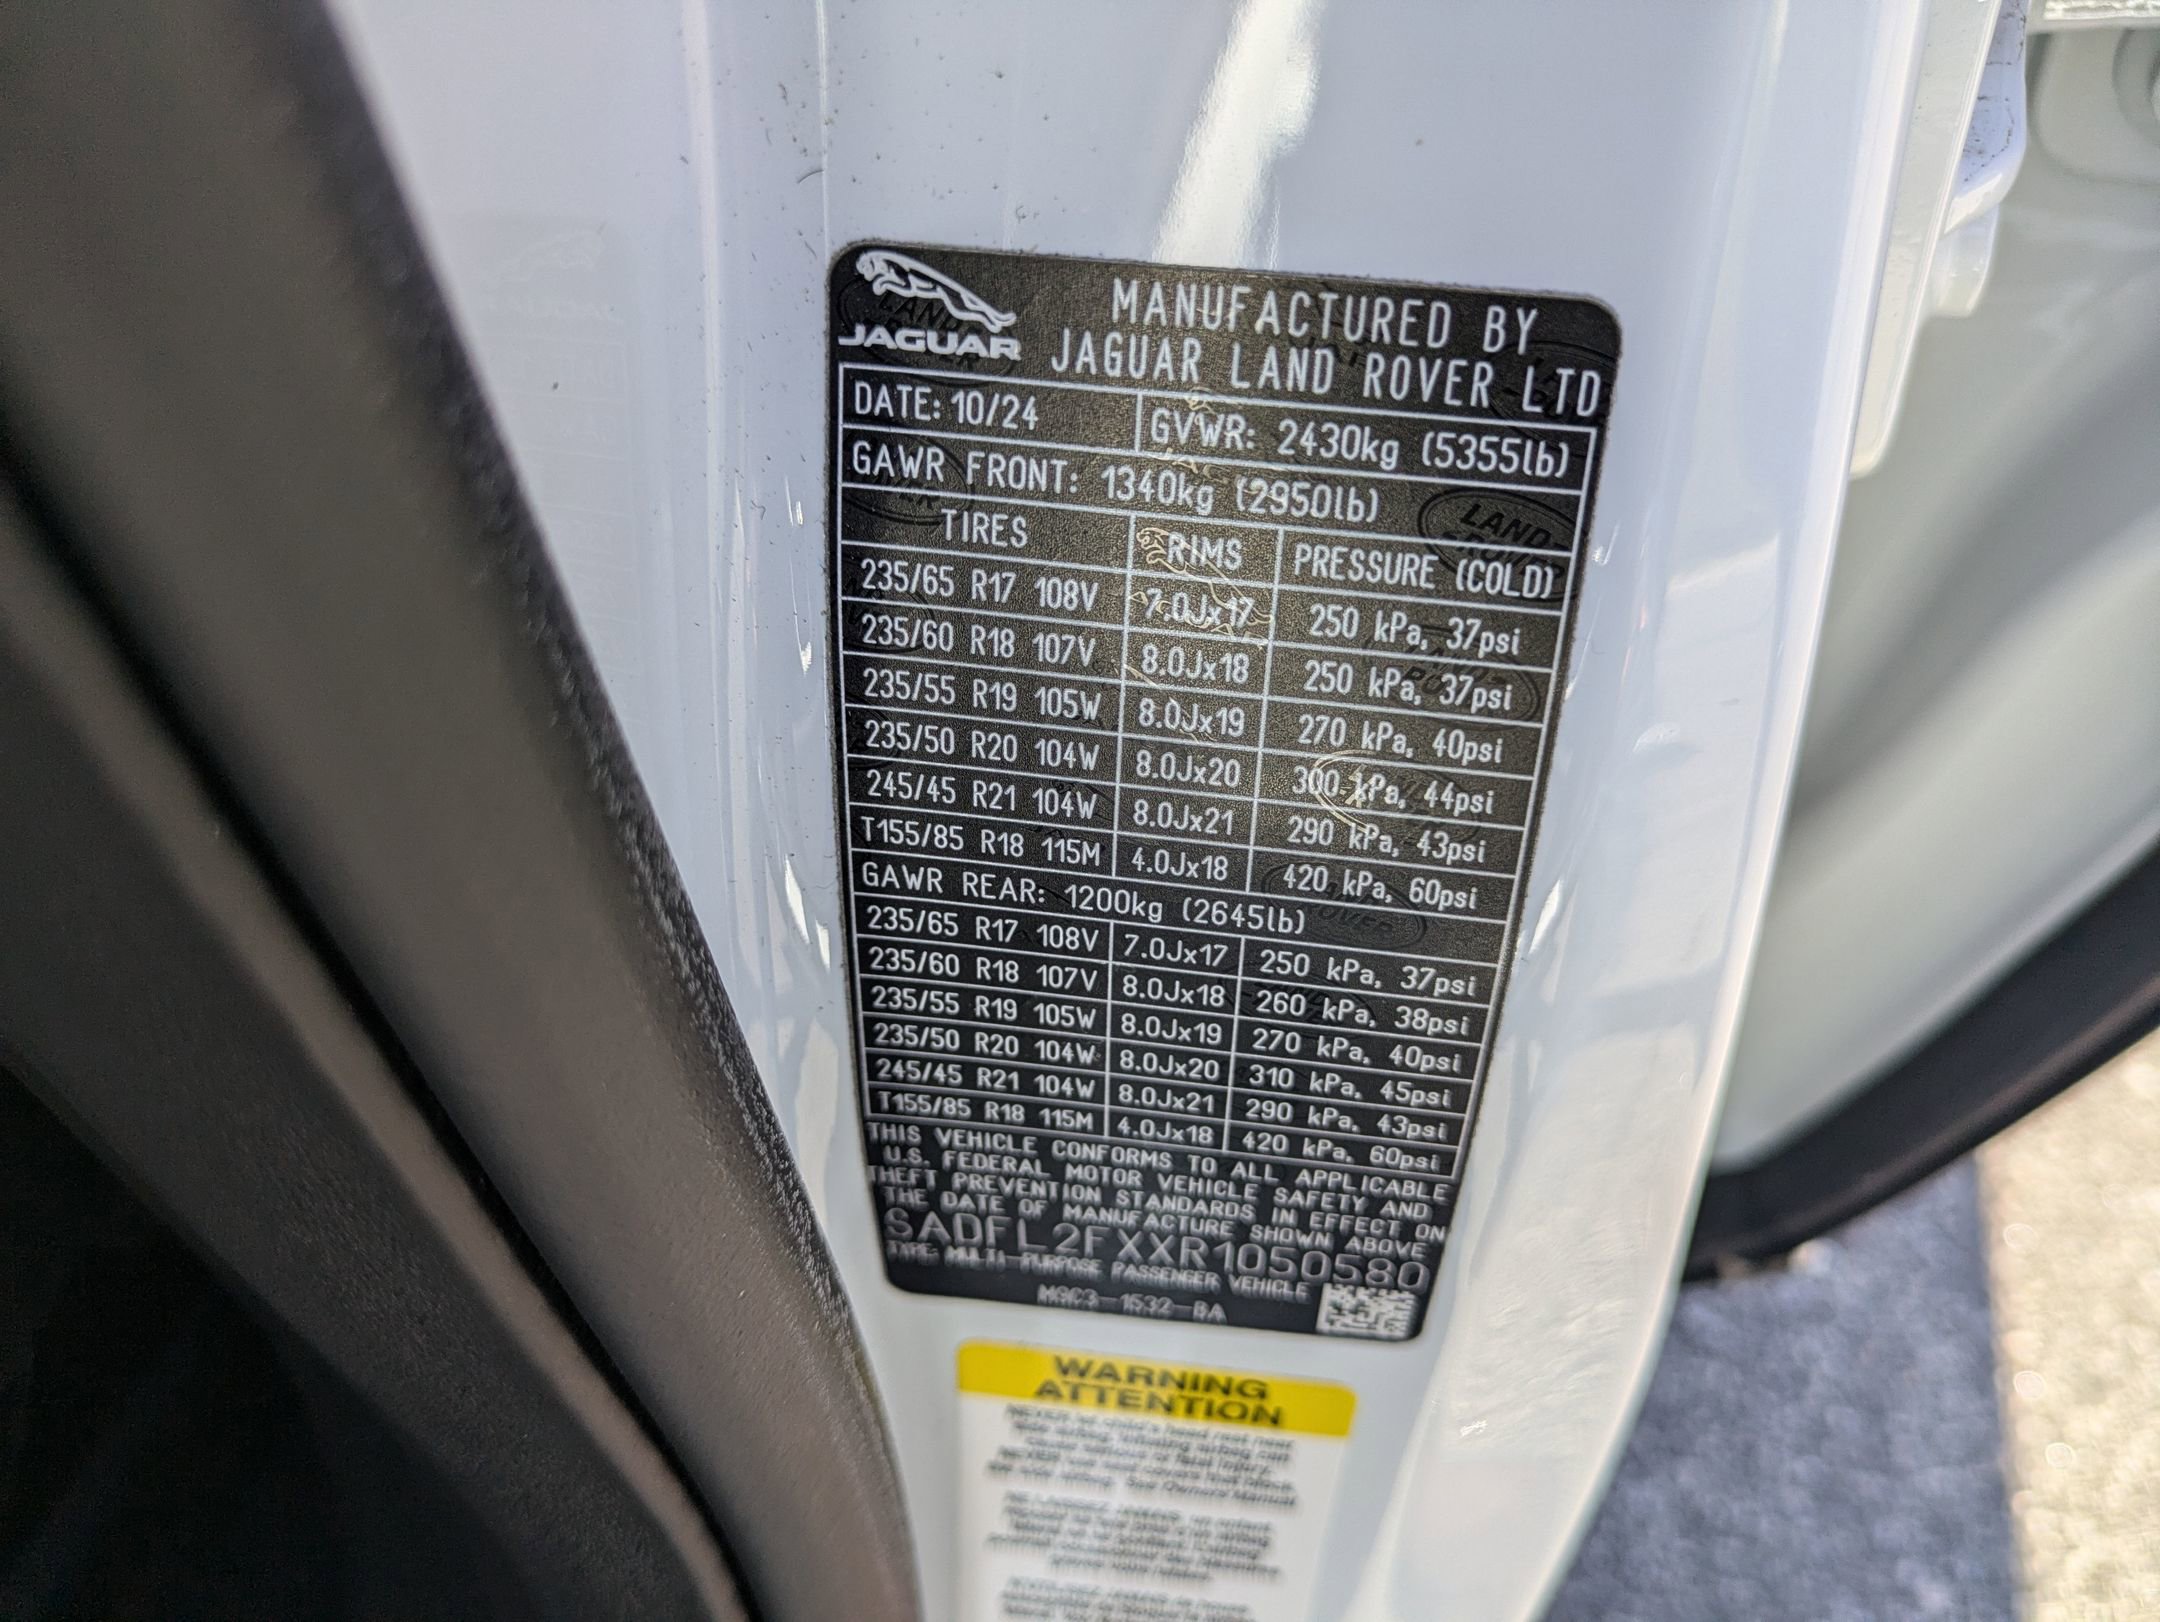 JAGUAR
MANUFACTURED BY
JAGUAR LAND ROVER LTD
DATE: 10/24 GVWR: 2430kg (5355lb)
GAWR FRONT: 1340kg (2950lb)
TIRES RIMS PRESSURE (COLD)
235/65 R17 108V 7.0Jx17 250 kPa, 37psi
235/60 R18 107V 8.0Jx18 250 kPa, 37psi
235/55 R19 105W 8.0Jx19 270 kPa, 40psi
235/50 R20 104W 8.0Jx20 300 kPa, 44psi
245/45 R21 104W 8.0Jx21 290 kPa, 43psi
T155/85 R18 115M 4.0Jx18 420 kPa, 60psi
GAWR REAR: 1200kg (2645lb)
235/65 R17 108V 7.0Jx17 250 kPa, 37psi
235/60 R18 107V 8.0Jx18 260 kPa, 38psi
235/55 R19 105W 8.0Jx19 270 kPa, 40psi
235/50 R20 104W 8.0Jx20 310 kPa, 45psi
245/45 R21 104W 8.0Jx21 290 kPa, 43psi
T155/85 R18 115M 4.0Jx18 420 kPa, 60psi
THIS VEHICLE CONFORMS TO ALL APPLICABLE
U.S. FEDERAL MOTOR VEHICLE SAFETY AND
THEFT PREVENTION STANDARDS IN EFFECT ON
THE DATE OF MANUFACTURE SHOWN ABOVE
SADFL2FXXR1050580
TYPE: MULTI-PURPOSE PASSENGER VEHICLE
M9C3-1532-BA
WARNING
ATTENTION